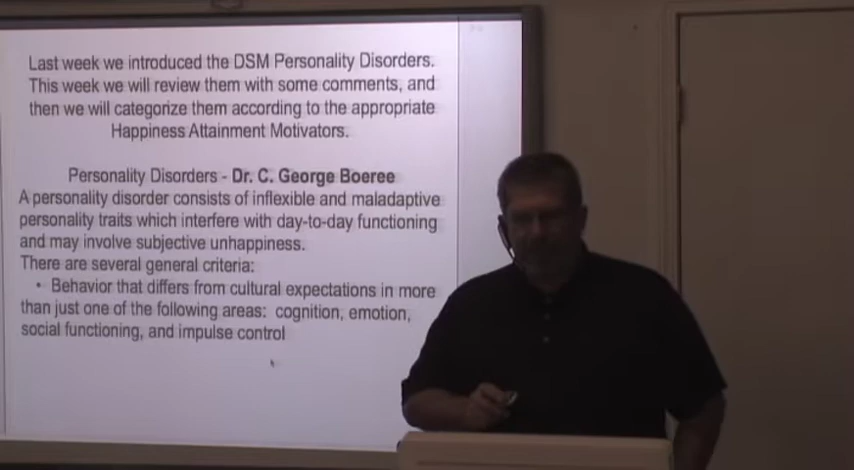 Last week we introduced the DSM Personality Disorders.
This week we will review them with some comments, and
then we will categorize them according to the appropriate
Happiness Attainment Motivators.
Personality Disorders - Dr. C. George Boeree
A personality disorder consists of inflexible and maladaptive
personality traits which interfere with day-to-day functioning
and may involve subjective unhappiness.
There are several general criteria:
• Behavior that differs from cultural expectations in more
than just one of the following areas: cognition, emotion,
social functioning, and impulse control